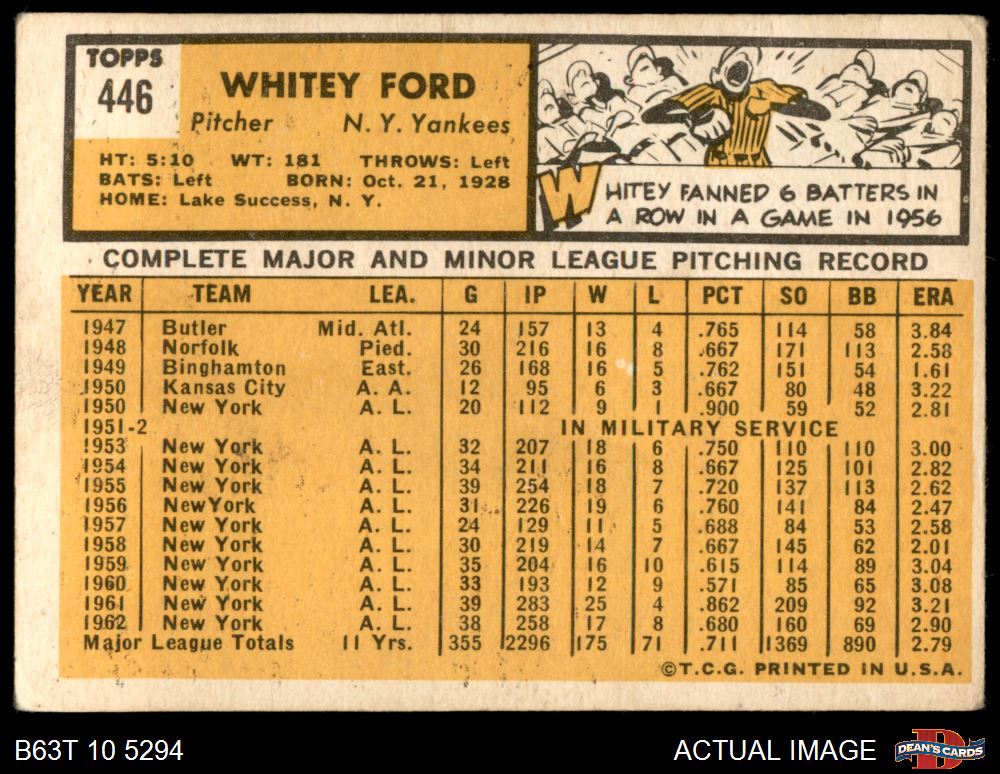 TOPPS
446
WHITEY FORD
Pitcher N. Y. Yankees
HT: 5:10 WT: 181 THROWS: Left
BATS: Left BORN: Oct. 21, 1928
HOME: Lake Success, N. Y.
WHITEY FANNED 6 BATTERS IN
A ROW IN A GAME IN 1956
COMPLETE MAJOR AND MINOR LEAGUE PITCHING RECORD
YEAR TEAM LEA. G IP W L PCT SO BB ERA
1947 Butler Mid. Atl. 24 157 13 4 .765 114 58 3.84
1948 Norfolk Pied. 30 216 16 8 .667 171 113 2.58
1949 Binghamton East. 26 168 16 5 .762 151 54 1.61
1950 Kansas City A. A. 12 95 6 3 .667 80 48 3.22
1950 New York A. L. 20 112 9 1 .900 59 52 2.81
1951-2 IN MILITARY SERVICE
1953 New York A. L. 32 207 18 6 .750 110 110 3.00
1954 New York A. L. 34 211 16 8 .667 125 101 2.82
1955 New York A. L. 39 254 18 7 .720 137 113 2.62
1956 NewYork A. L. 31 226 19 6 .760 141 84 2.47
1957 New York A. L. 24 129 11 5 .688 84 53 2.58
1958 New York A. L. 30 219 14 7 .667 145 62 2.01
1959 New York A. L. 35 204 16 10 .615 114 89 3.04
1960 New York A. L. 33 193 12 9 .571 85 65 3.08
1961 New York A. L. 39 283 25 4 .862 209 92 3.21
1962 New York A. L. 38 258 17 8 .680 160 69 2.90
Major League Totals 11 Yrs. 355 2296 175 71 .711 1369 890 2.79
©T.C.G. PRINTED IN U.S.A.
B63T 10 5294 ACTUAL IMAGE DEAN'S CARDS